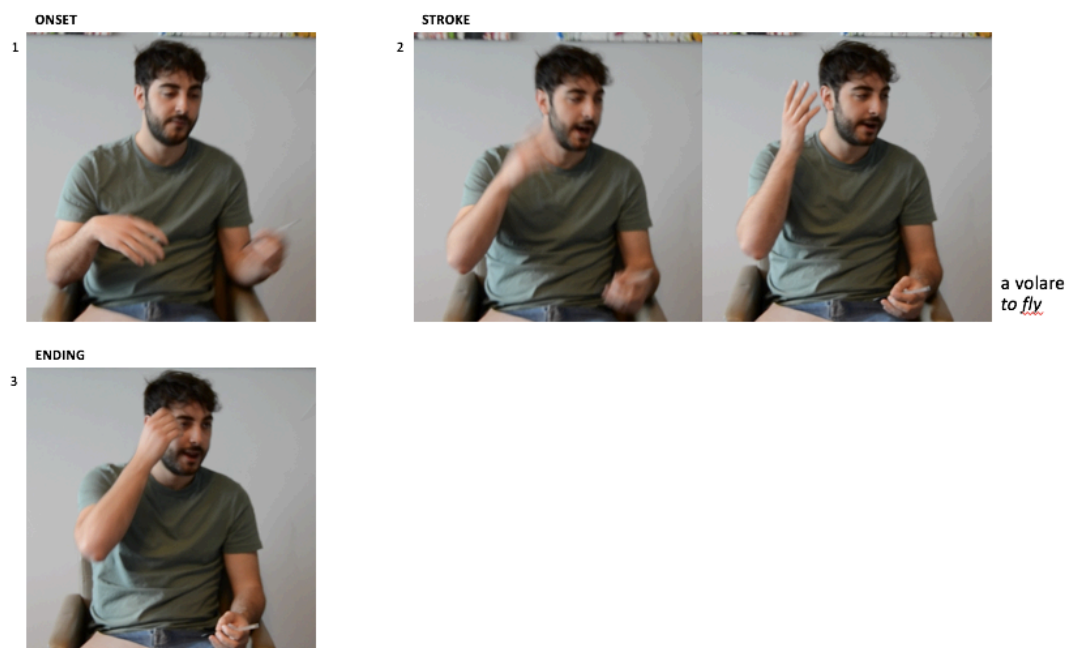 ONSET
STROKE
1
2
a volare
to fly
ENDING
3